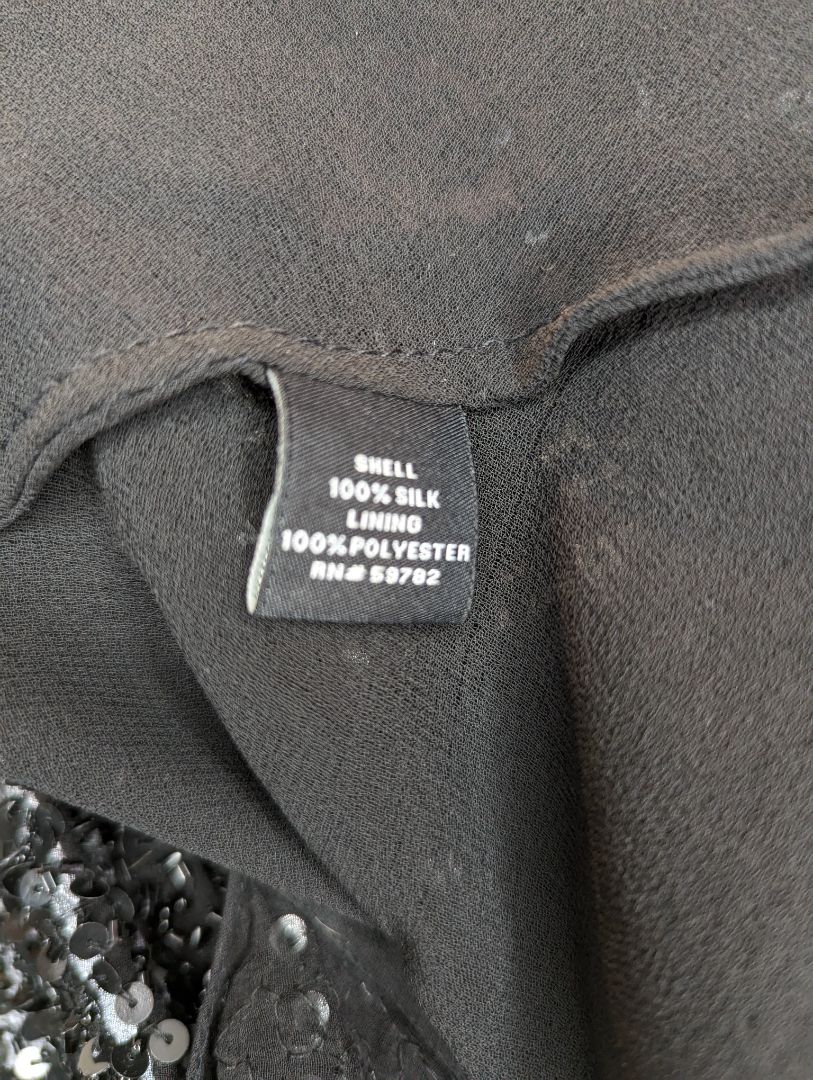 SHELL
100% SILK
LINING
100% POLYESTER
RN# 59782